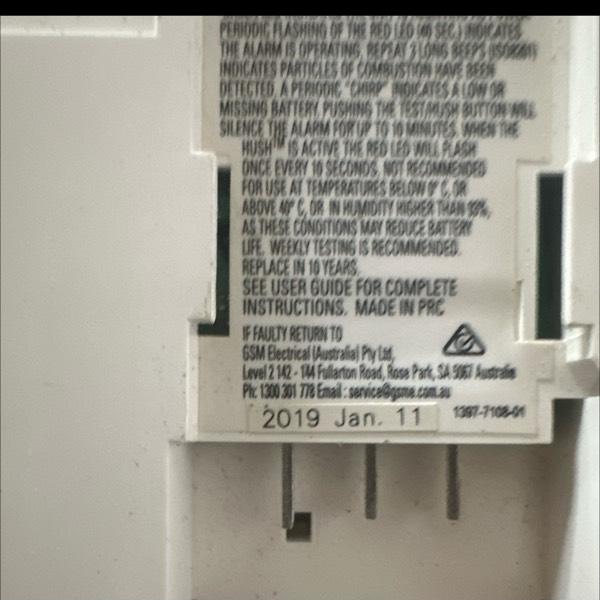 PERIODIC FLASHING OF THE RED LED (40 SEC.) INDICATES
THE ALARM IS OPERATING, REPEAT 3 LONG BEEPS (ISO8201)
INDICATES PARTICLES OF COMBUSTION HAVE BEEN
DETECTED. A PERIODIC "CHIRP" INDICATES A LOW OR
MISSING BATTERY. PUSHING THE TEST/HUSH BUTTON WILL
SILENCE THE ALARM FOR UP TO 10 MINUTES. WHEN THE
HUSH™ IS ACTIVE THE RED LED WILL FLASH
ONCE EVERY 10 SECONDS. NOT RECOMMENDED
FOR USE AT TEMPERATURES BELOW 0° C, OR
ABOVE 40° C, OR IN HUMIDITY HIGHER THAN 93%,
AS THESE CONDITIONS MAY REDUCE BATTERY
LIFE. WEEKLY TESTING IS RECOMMENDED.
REPLACE IN 10 YEARS.
SEE USER GUIDE FOR COMPLETE
INSTRUCTIONS. MADE IN PRC
IF FAULTY RETURN TO
GSM Electrical (Australia) Pty Ltd,
Level 2 142 - 144 Fullarton Road, Rose Park, SA 5067 Australia
Ph: 1300 301 778 Email : service@gsme.com.au
2019 Jan. 11
1397-7108-01